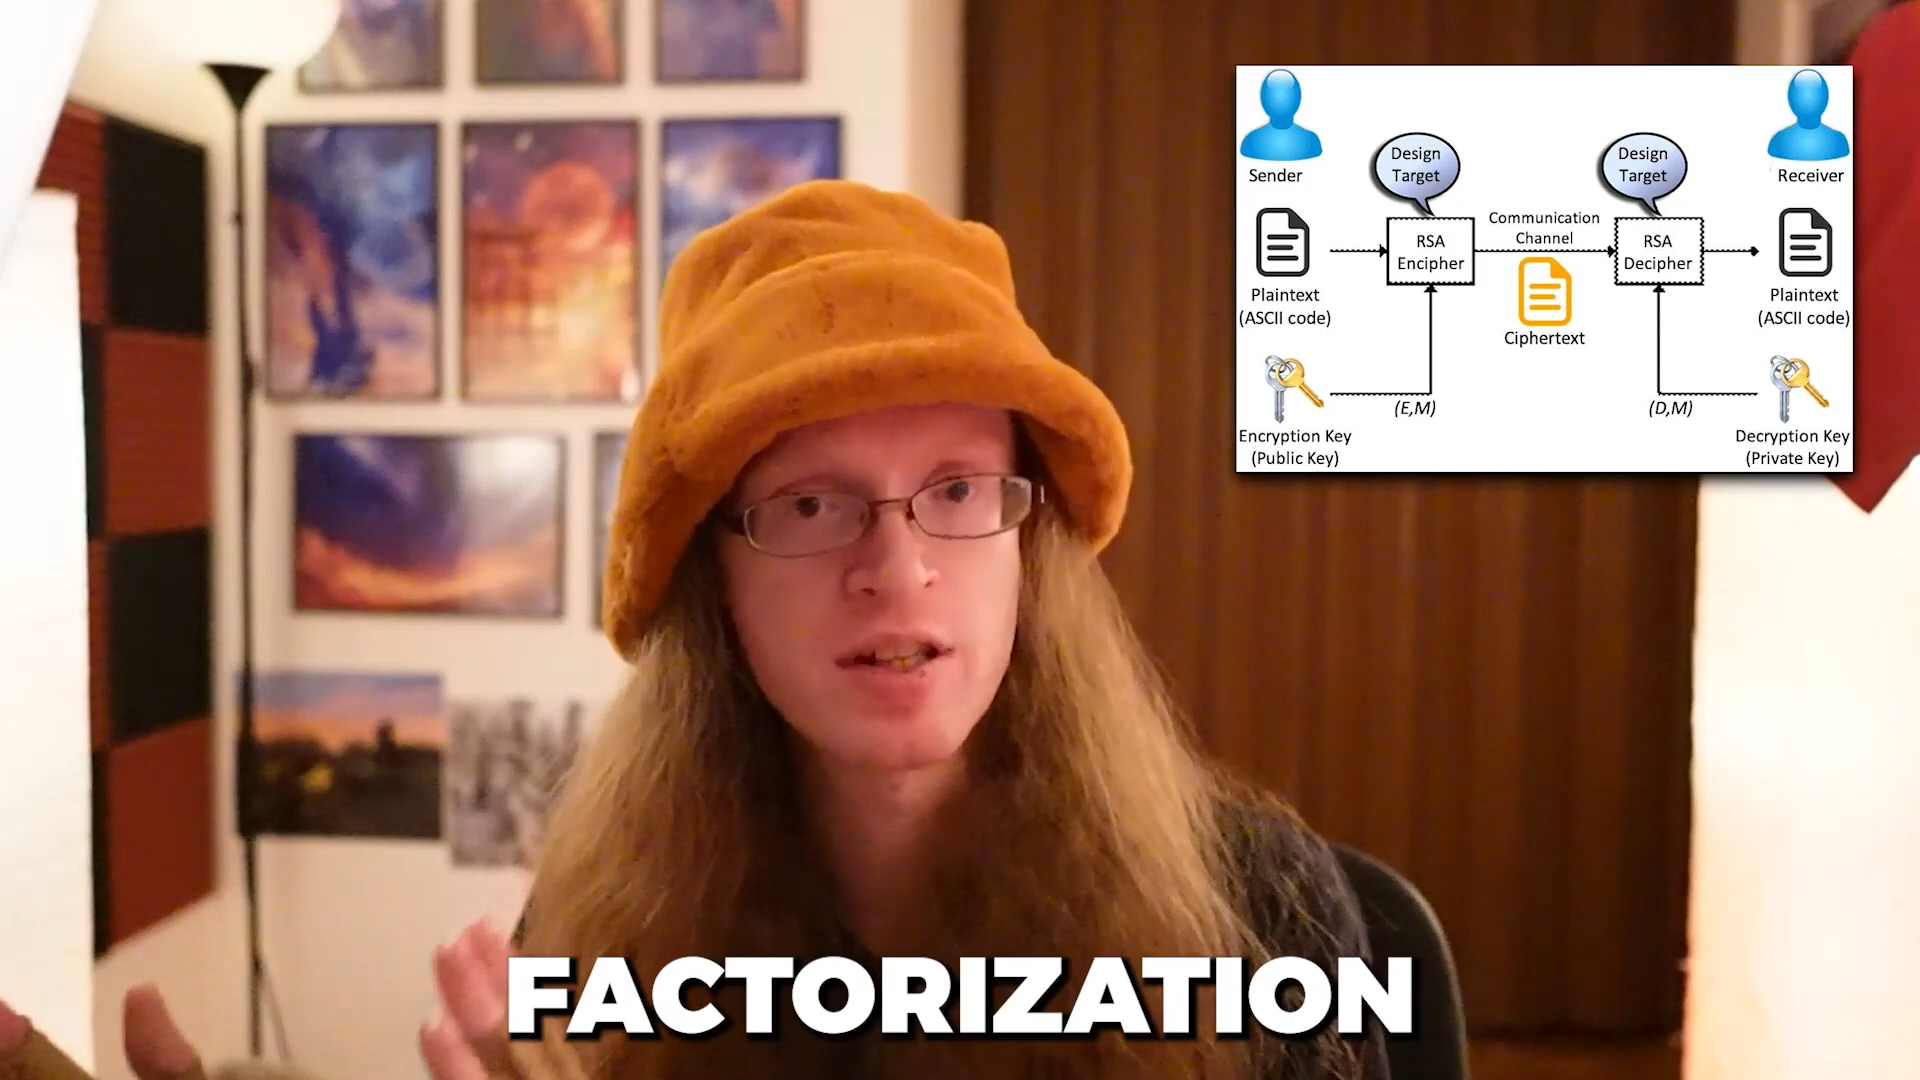 Sender
Receiver
Design
Target
Design
Target
Communication
Channel
RSA
Encipher
RSA
Decipher
Plaintext
(ASCII code)
Plaintext
(ASCII code)
Ciphertext
(E,M)
(D,M)
Encryption Key
(Public Key)
Decryption Key
(Private Key)
FACTORIZATION